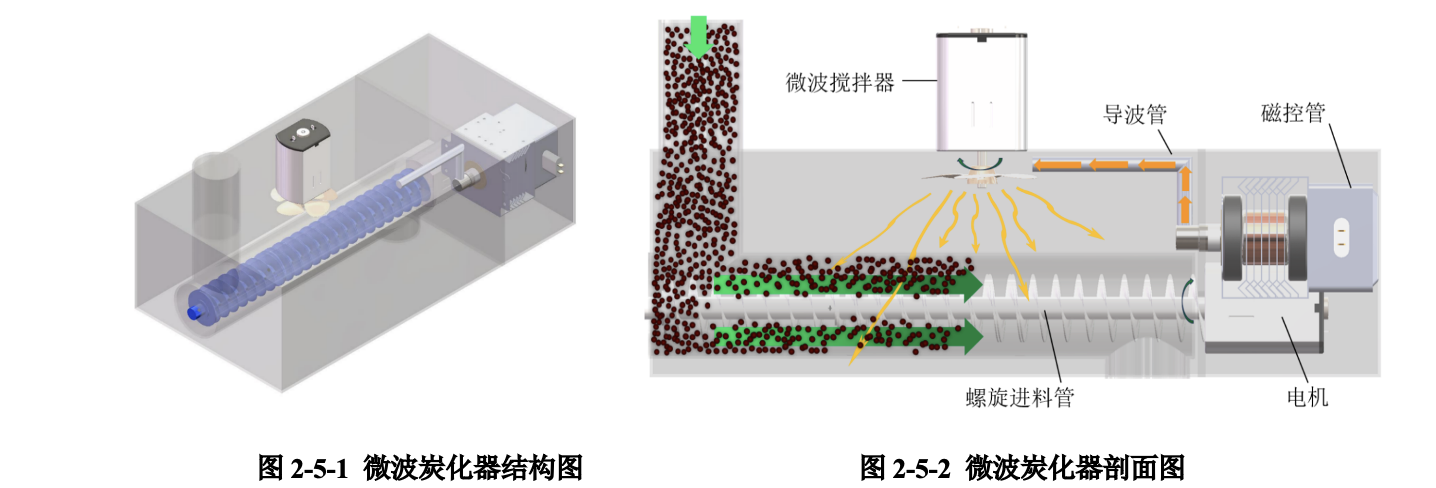 微波搅拌器
导波管
磁控管
螺旋进料管
电机
图 2-5-1 微波炭化器结构图
图 2-5-2 微波炭化器剖面图